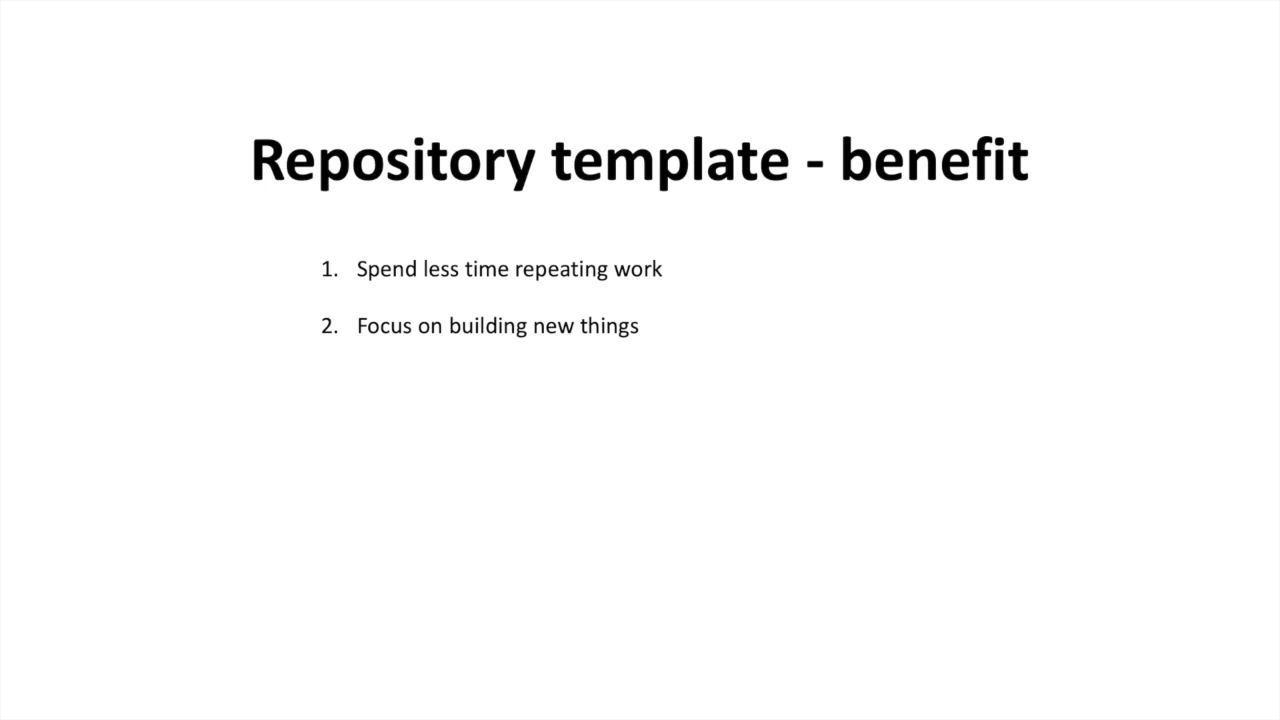 Repository template - benefit
1. Spend less time repeating work
2. Focus on building new things